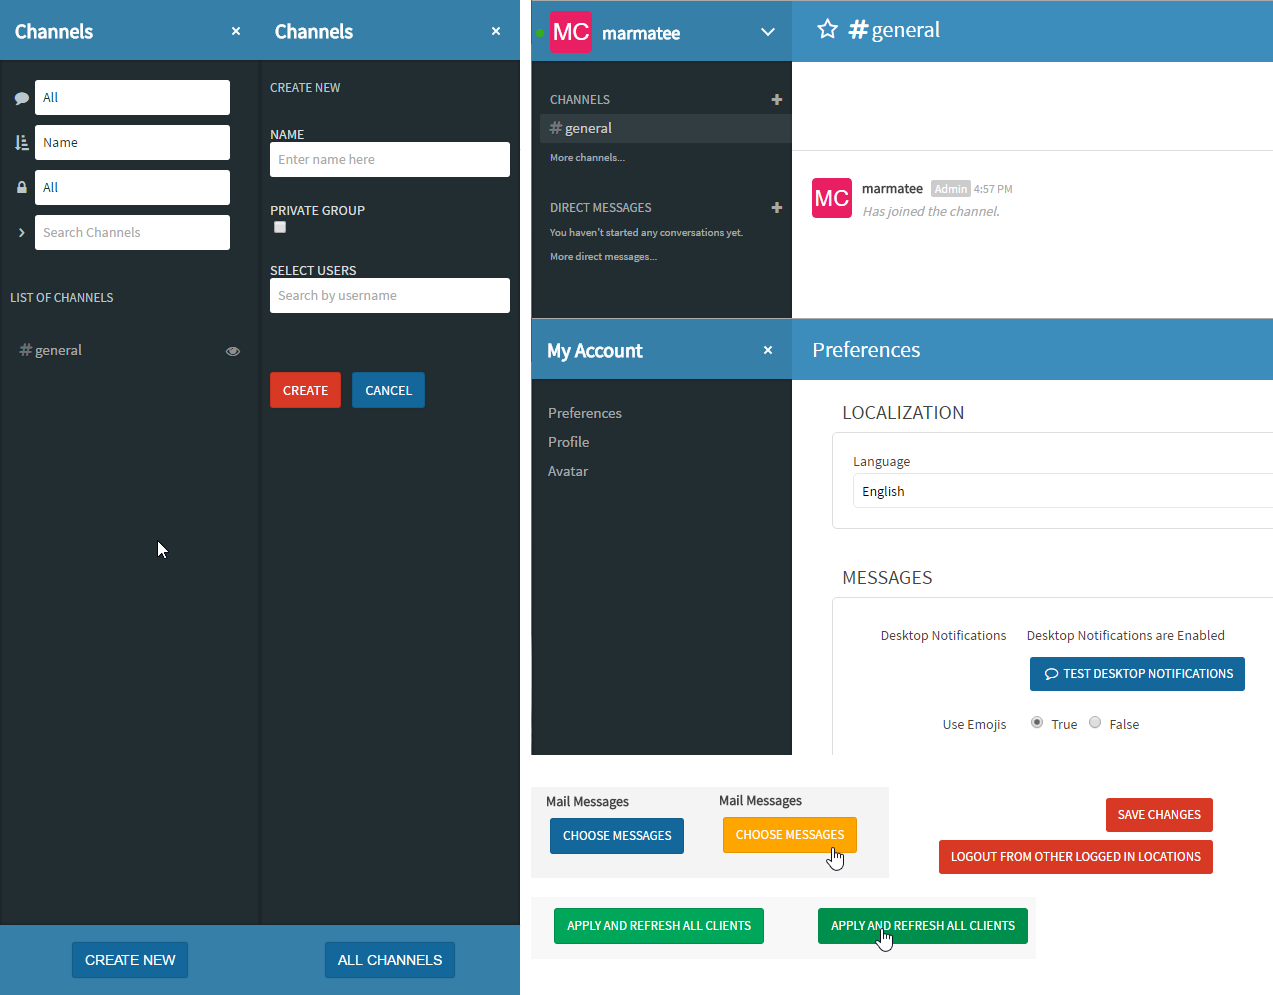 Channels ×
All
Name
All
Search Channels
LIST OF CHANNELS
#general
CREATE NEW
Channels ×
CREATE NEW
NAME
Enter name here
PRIVATE GROUP
SELECT USERS
Search by username
CREATE CANCEL
ALL CHANNELS
MC marmatee
CHANNELS +
#general
More channels...
DIRECT MESSAGES +
You haven't started any conversations yet.
More direct messages...
#general
MC marmatee Admin 4:57 PM
Has joined the channel.
My Account ×
Preferences
Profile
Avatar
Preferences
LOCALIZATION
Language
English
MESSAGES
Desktop Notifications Desktop Notifications are Enabled
TEST DESKTOP NOTIFICATIONS
Use Emojis True False
Mail Messages
CHOOSE MESSAGES
Mail Messages
CHOOSE MESSAGES
SAVE CHANGES
LOGOUT FROM OTHER LOGGED IN LOCATIONS
APPLY AND REFRESH ALL CLIENTS
APPLY AND REFRESH ALL CLIENTS